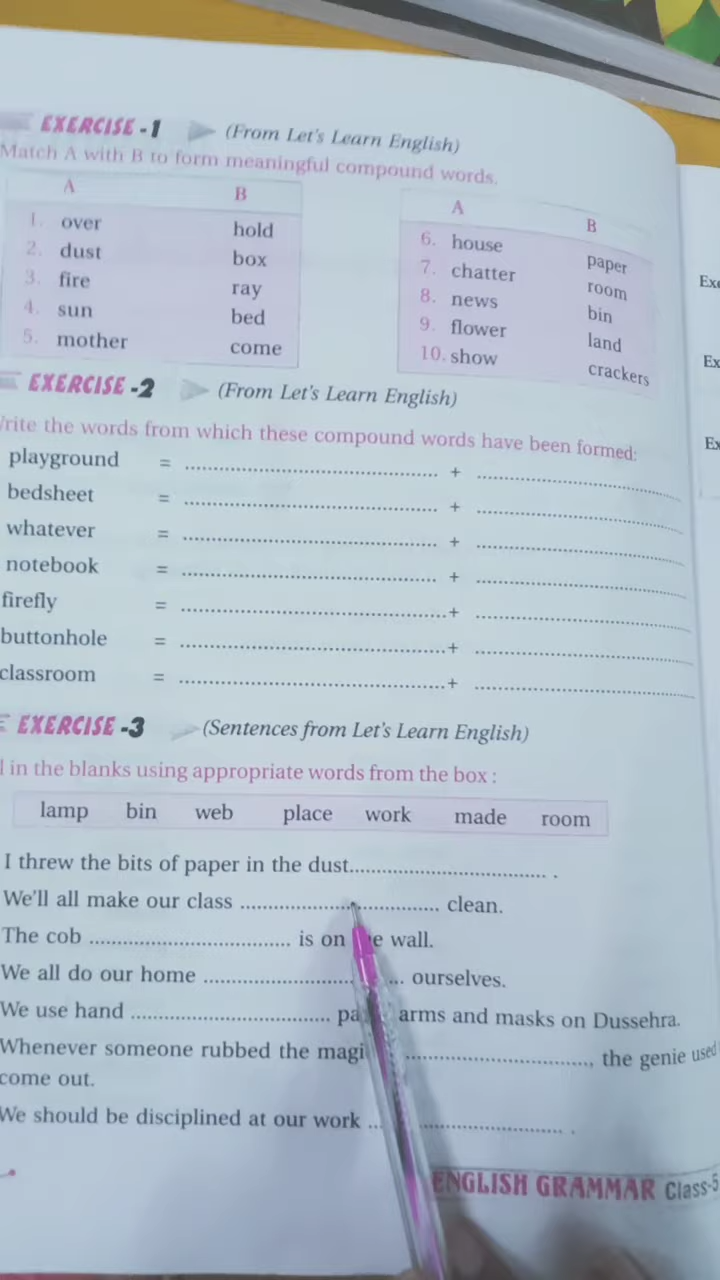 EXERCISE - 1 (From Let's Learn English)
Match A with B to form meaningful compound words.
A B
1. over hold
2. dust box
3. fire ray
4. sun bed
5. mother come
A B
6. house paper
7. chatter room
8. news bin
9. flower land
10. show crackers
EXERCISE -2 (From Let's Learn English)
rite the words from which these compound words have been formed:
playground = .................... + ....................
bedsheet = .................... + ....................
whatever = .................... + ....................
notebook = .................... + ....................
firefly = .................... + ....................
buttonhole = .................... + ....................
classroom = .................... + ....................
EXERCISE -3 (Sentences from Let's Learn English)
l in the blanks using appropriate words from the box :
lamp bin web place work made room
I threw the bits of paper in the dust.................... .
We'll all make our class .................... clean.
The cob .................... is on wall.
We all do our home .................... ourselves.
We use hand .................... pa arms and masks on Dussehra.
Whenever someone rubbed the magi ...................., the genie used
come out.
We should be disciplined at our work .................... .
ENGLISH GRAMMAR Class-5
Exe
Ex
Ex